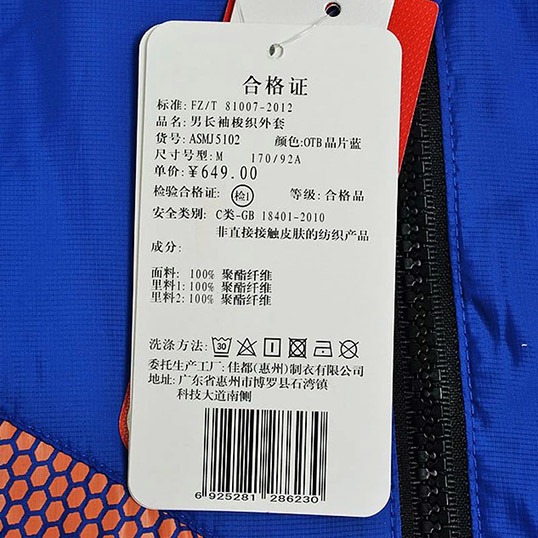 合格证
标准: FZ/T 81007-2012
品名: 男长袖梭织外套
货号: ASMJ5102 颜色:OTB晶片蓝
尺寸号型:M 170/92A
单价:¥649.00
检验合格证: 检1 等级: 合格品
安全类别: C类-GB 18401-2010
非直接接触皮肤的纺织产品
成分:
面料: 100% 聚酯纤维
里料1: 100% 聚酯纤维
里料2: 100% 聚酯纤维
洗涤方法: 30
委托生产工厂: 佳都(惠州)制衣有限公司
地址: 广东省惠州市博罗县石湾镇
科技大道南侧
6 925281 286230